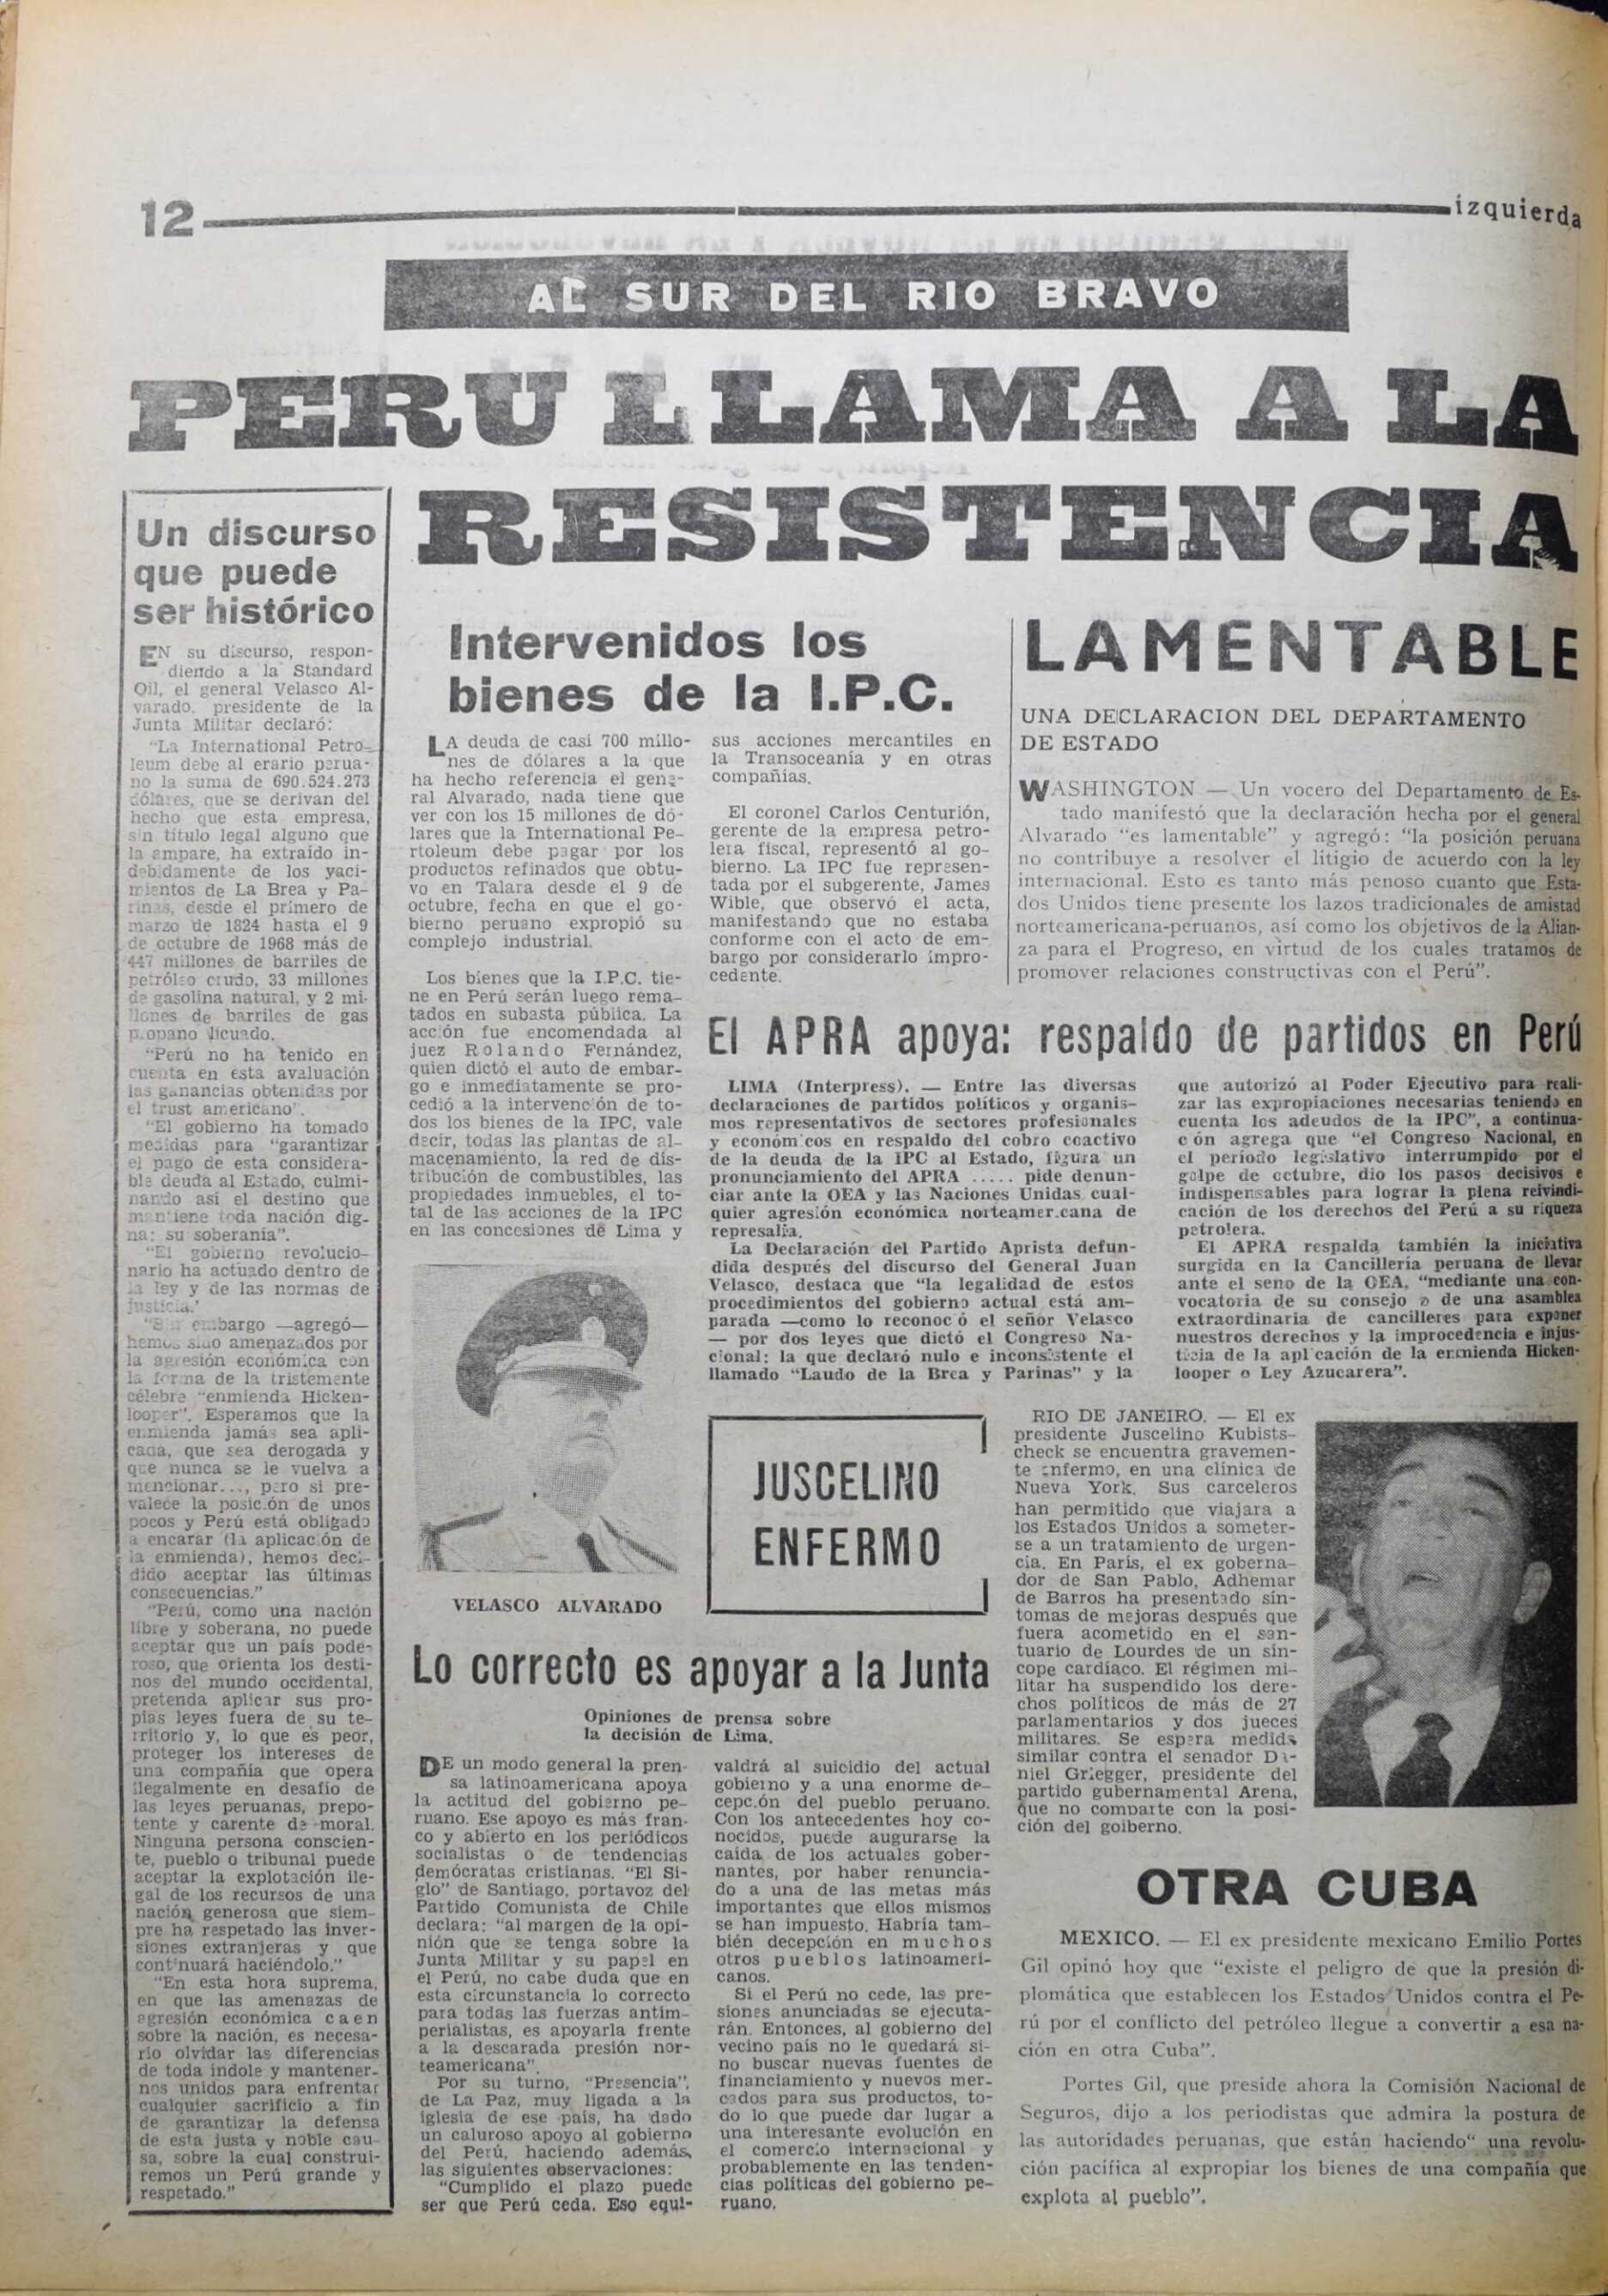 12
izquierda
AL SUR DEL RIO BRAVO
PERU LLAMA A LA
RESISTENCIA
Un discurso
que puede
ser histórico
EN su discurso, respon-
diendo a la Standard
Oil, el general Velasco Al-
varado, presidente de la
Junta Militar declaró:
"La International Petro-
leum debe al erario perua-
no la suma de 690.524.273
dólares, que se derivan del
hecho que esta empresa,
sin título legal alguno que
la ampare, ha extraído in-
debidamente de los yaci-
mientos de La Brea y Pa-
rinas, desde el primero de
marzo de 1824 hasta el 9
de octubre de 1968 más de
447 millones de barriles de
petróleo crudo, 33 millones
de gasolina natural, y 2 mi-
llones de barriles de gas
propano licuado.
"Perú no ha tenido en
cuenta en esta avaluación
las ganancias obtenidas por
el trust americano".
"El gobierno ha tomado
medidas para "garantizar
el pago de esta considera-
ble deuda al Estado, culmi-
nando así el destino que
mantiene toda nación dig-
na: su soberanía".
"El gobierno revolucio-
nario ha actuado dentro de
la ley y de las normas de
justicia.'
"Sin embargo —agregó—
hemos sido amenazados por
la agresión económica con
la forma de la tristemente
célebre "enmienda Hicken-
looper". Esperamos que la
enmienda jamás sea apli-
cada, que sea derogada y
que nunca se le vuelva a
mencionar..., pero si pre-
valece la posición de unos
pocos y Perú está obligado
a encarar (la aplicación de
la enmienda), hemos deci-
dido aceptar las últimas
consecuencias."
"Perú, como una nación
libre y soberana, no puede
aceptar que un país pode-
roso, que orienta los desti-
nos del mundo occidental,
pretenda aplicar sus pro-
pias leyes fuera de su te-
rritorio y, lo que es peor,
proteger los intereses de
una compañía que opera
ilegalmente en desafío de
las leyes peruanas, prepo-
tente y carente de moral.
Ninguna persona conscien-
te, pueblo o tribunal puede
aceptar la explotación ile-
gal de los recursos de una
nación generosa que siem-
pre ha respetado las inver-
siones extranjeras y que
continuará haciéndolo."
"En esta hora suprema,
en que las amenazas de
agresión económica caen
sobre la nación, es necesa-
rio olvidar las diferencias
de toda índole y mantener-
nos unidos para enfrentar
cualquier sacrificio a fin
de garantizar la defensa
de esta justa y noble cau-
sa, sobre la cual construi-
remos un Perú grande y
respetado."
Intervenidos los
bienes de la I.P.C.
LA deuda de casi 700 millo-
nes de dólares a la que
ha hecho referencia el gene-
ral Alvarado, nada tiene que
ver con los 15 millones de dó-
lares que la International Pe-
rtoleum debe pagar por los
productos refinados que obtu-
vo en Talara desde el 9 de
octubre, fecha en que el go-
bierno peruano expropió su
complejo industrial.
Los bienes que la I.P.C. tie-
ne en Perú serán luego rema-
tados en subasta pública. La
acción fue encomendada al
juez Rolando Fernández,
quien dictó el auto de embar-
go e inmediatamente se pro-
cedió a la intervención de to-
dos los bienes de la IPC, vale
decir, todas las plantas de al-
macenamiento, la red de dis-
tribución de combustibles, las
propiedades inmuebles, el to-
tal de las acciones de la IPC
en las concesiones de Lima y
sus acciones mercantiles en
la Transoceanía y en otras
compañías.
El coronel Carlos Centurión,
gerente de la empresa petro-
lera fiscal, representó al go-
bierno. La IPC fue represen-
tada por el subgerente, James
Wible, que observó el acta,
manifestando que no estaba
conforme con el acto de em-
bargo por considerarlo impro-
cedente.
LAMENTABLE
UNA DECLARACION DEL DEPARTAMENTO
DE ESTADO
WASHINGTON — Un vocero del Departamento de Es-
tado manifestó que la declaración hecha por el general
Alvarado "es lamentable" y agregó: "la posición peruana
no contribuye a resolver el litigio de acuerdo con la ley
internacional. Esto es tanto más penoso cuanto que Esta-
dos Unidos tiene presente los lazos tradicionales de amistad
norteamericana-peruanos, así como los objetivos de la Alian-
za para el Progreso, en virtud de los cuales tratamos de
promover relaciones constructivas con el Perú".
El APRA apoya: respaldo de partidos en Perú
LIMA (Interpress). — Entre las diversas
declaraciones de partidos políticos y organis-
mos representativos de sectores profesionales
y económicos en respaldo del cobro coactivo
de la deuda de la IPC al Estado, figura un
pronunciamiento del APRA ..... pide denun-
ciar ante la OEA y las Naciones Unidas cual-
quier agresión económica norteamericana de
represalia.
La Declaración del Partido Aprista defun-
dida después del discurso del General Juan
Velasco, destaca que "la legalidad de estos
procedimientos del gobierno actual está am-
parada —como lo reconoció el señor Velasco
— por dos leyes que dictó el Congreso Na-
cional: la que declaró nulo e inconsistente el
llamado "Laudo de la Brea y Parinas" y la
que autorizó al Poder Ejecutivo para reali-
zar las expropiaciones necesarias teniendo en
cuenta los adeudos de la IPC", a continua-
ción agrega que "el Congreso Nacional, en
el período legislativo interrumpido por el
golpe de octubre, dio los pasos decisivos e
indispensables para lograr la plena reivindi-
cación de los derechos del Perú a su riqueza
petrolera.
El APRA respalda también la iniciativa
surgida en la Cancillería peruana de llevar
ante el seno de la OEA, "mediante una con-
vocatoria de su consejo o de una asamblea
extraordinaria de cancilleres para exponer
nuestros derechos y la improcedencia e injus-
ticia de la aplicación de la enmienda Hicken-
looper o Ley Azucarera".
VELASCO ALVARADO
JUSCELINO
ENFERMO
RIO DE JANEIRO. — El ex
presidente Juscelino Kubists-
check se encuentra gravemen-
te enfermo, en una clínica de
Nueva York. Sus carceleros
han permitido que viajara a
los Estados Unidos a someter-
se a un tratamiento de urgen-
cia. En París, el ex goberna-
dor de San Pablo, Adhemar
de Barros ha presentado sín-
tomas de mejoras después que
fuera acometido en el san-
tuario de Lourdes de un sín-
cope cardíaco. El régimen mi-
litar ha suspendido los dere-
chos políticos de más de 27
parlamentarios y dos jueces
militares. Se espera medida
similar contra el senador Da-
niel Griegger, presidente del
partido gubernamental Arena,
que no comparte con la posi-
ción del goiberno.
Lo correcto es apoyar a la Junta
Opiniones de prensa sobre
la decisión de Lima.
DE un modo general la pren-
sa latinoamericana apoya
la actitud del gobierno pe-
ruano. Ese apoyo es más fran-
co y abierto en los periódicos
socialistas o de tendencias
demócratas cristianas. "El Si-
glo" de Santiago, portavoz del
Partido Comunista de Chile
declara: "al margen de la opi-
nión que se tenga sobre la
Junta Militar y su papel en
el Perú, no cabe duda que en
esta circunstancia lo correcto
para todas las fuerzas antim-
perialistas, es apoyarla frente
a la descarada presión nor-
teamericana".
Por su turno, "Presencia",
de La Paz, muy ligada a la
iglesia de ese país, ha dado
un caluroso apoyo al gobierno
del Perú, haciendo además,
las siguientes observaciones:
"Cumplido el plazo puede
ser que Perú ceda. Eso equi-
valdrá al suicidio del actual
gobierno y a una enorme de-
cepción del pueblo peruano.
Con los antecedentes hoy co-
nocidos, puede augurarse la
caída de los actuales gober-
nantes, por haber renuncia-
do a una de las metas más
importantes que ellos mismos
se han impuesto. Habría tam-
bién decepción en muchos
otros pueblos latinoameri-
canos.
Si el Perú no cede, las pre-
siones anunciadas se ejecuta-
rán. Entonces, al gobierno del
vecino país no le quedará si-
no buscar nuevas fuentes de
financiamiento y nuevos mer-
cados para sus productos, to-
do lo que puede dar lugar a
una interesante evolución en
el comercio internacional y
probablemente en las tenden-
cias políticas del gobierno pe-
ruano.
OTRA CUBA
MEXICO. — El ex presidente mexicano Emilio Portes
Gil opinó hoy que "existe el peligro de que la presión di-
plomática que establecen los Estados Unidos contra el Pe-
rú por el conflicto del petróleo llegue a convertir a esa na-
ción en otra Cuba".
Portes Gil, que preside ahora la Comisión Nacional de
Seguros, dijo a los periodistas que admira la postura de
las autoridades peruanas, que están haciendo" una revolu-
ción pacífica al expropiar los bienes de una compañía que
explota al pueblo".